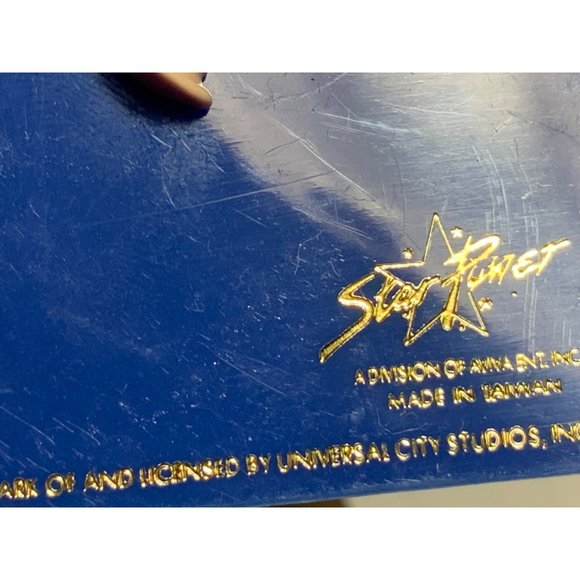 Star Power
A DIVISION OF AVIVA ENT. INC
MADE IN TAIWAN
ARK OF AND LICENSED BY UNIVERSAL CITY STUDIOS, INC